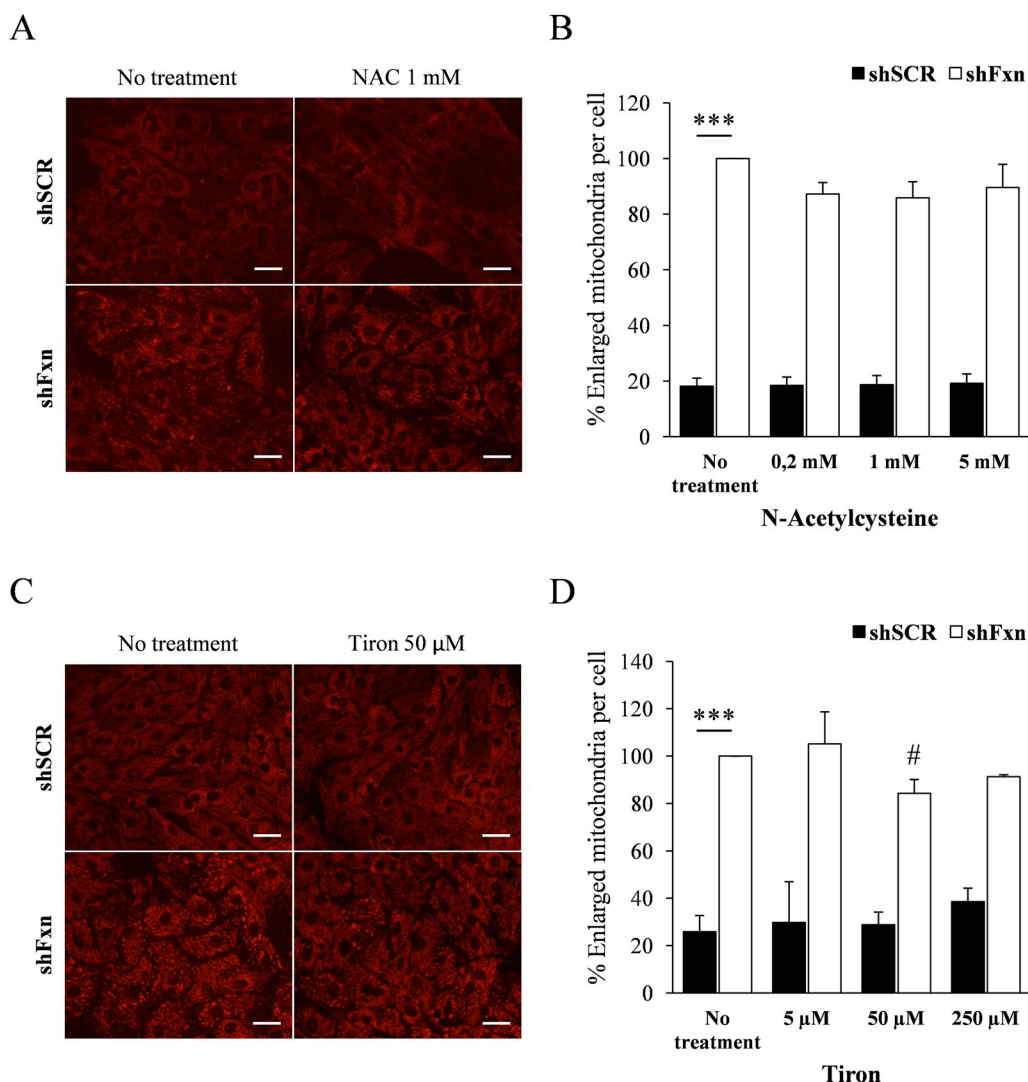 A
No treatment
NAC 1 mM
shSCR
shFxn
B
shSCR
shFxn
% Enlarged mitochondria per cell
120
100
80
60
40
20
0
***
No
treatment
0,2 mM
1 mM
5 mM
N-Acetylcysteine
C
No treatment
Tiron 50 μM
shSCR
shFxn
D
shSCR
shFxn
% Enlarged mitochondria per cell
140
120
100
80
60
40
20
0
***
#
No
treatment
5 μM
50 μM
250 μM
Tiron